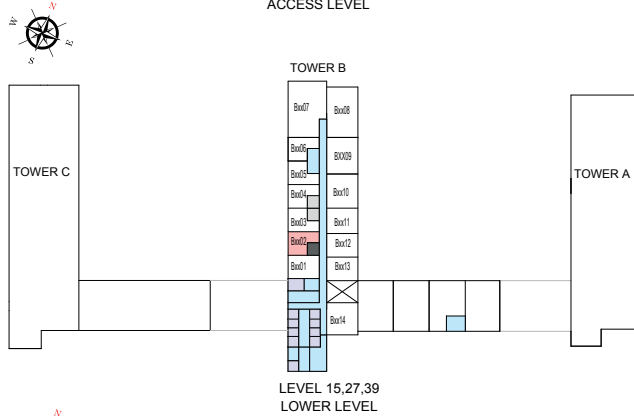 ACCESS LEVEL
N
W
E
S
TOWER B
Bxx07
Bxx08
Bxx06
BXX09
Bxx05
TOWER C
TOWER A
Bxx04
Bxx10
Bxx03
Bxx11
Bxx02
Bxx12
Bxx01
Bxx13
Bxx14
LEVEL 15,27,39
LOWER LEVEL
N